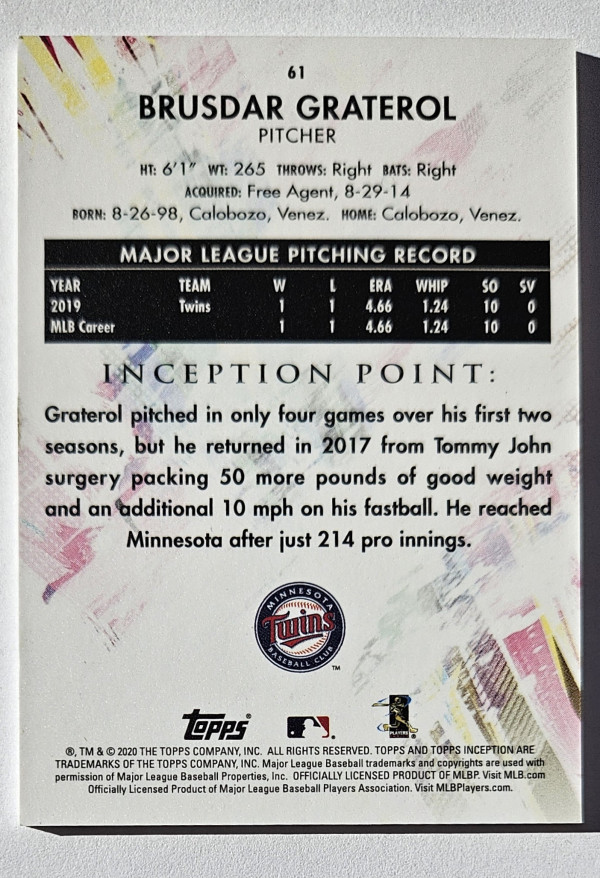 61
BRUSDAR GRATEROL
PITCHER
HT: 6'1" WT: 265 THROWS: Right BATS: Right
ACQUIRED: Free Agent, 8-29-14
BORN: 8-26-98, Calobozo, Venez. HOME: Calobozo, Venez.
MAJOR LEAGUE PITCHING RECORD
YEAR TEAM W L ERA WHIP SO SV
2019 Twins 1 1 4.66 1.24 10 0
MLB Career 1 1 4.66 1.24 10 0
INCEPTION POINT:
Graterol pitched in only four games over his first two
seasons, but he returned in 2017 from Tommy John
surgery packing 50 more pounds of good weight
and an additional 10 mph on his fastball. He reached
Minnesota after just 214 pro innings.
MINNESOTA
Twins
BASEBALL CLUB
TM
Topps®
PLAYERS
®, TM & © 2020 THE TOPPS COMPANY, INC. ALL RIGHTS RESERVED. TOPPS AND TOPPS INCEPTION ARE
TRADEMARKS OF THE TOPPS COMPANY, INC. Major League Baseball trademarks and copyrights are used with
permission of Major League Baseball Properties, Inc. OFFICIALLY LICENSED PRODUCT OF MLBP. Visit MLB.com
Officially Licensed Product of Major League Baseball Players Association. Visit MLBPlayers.com.